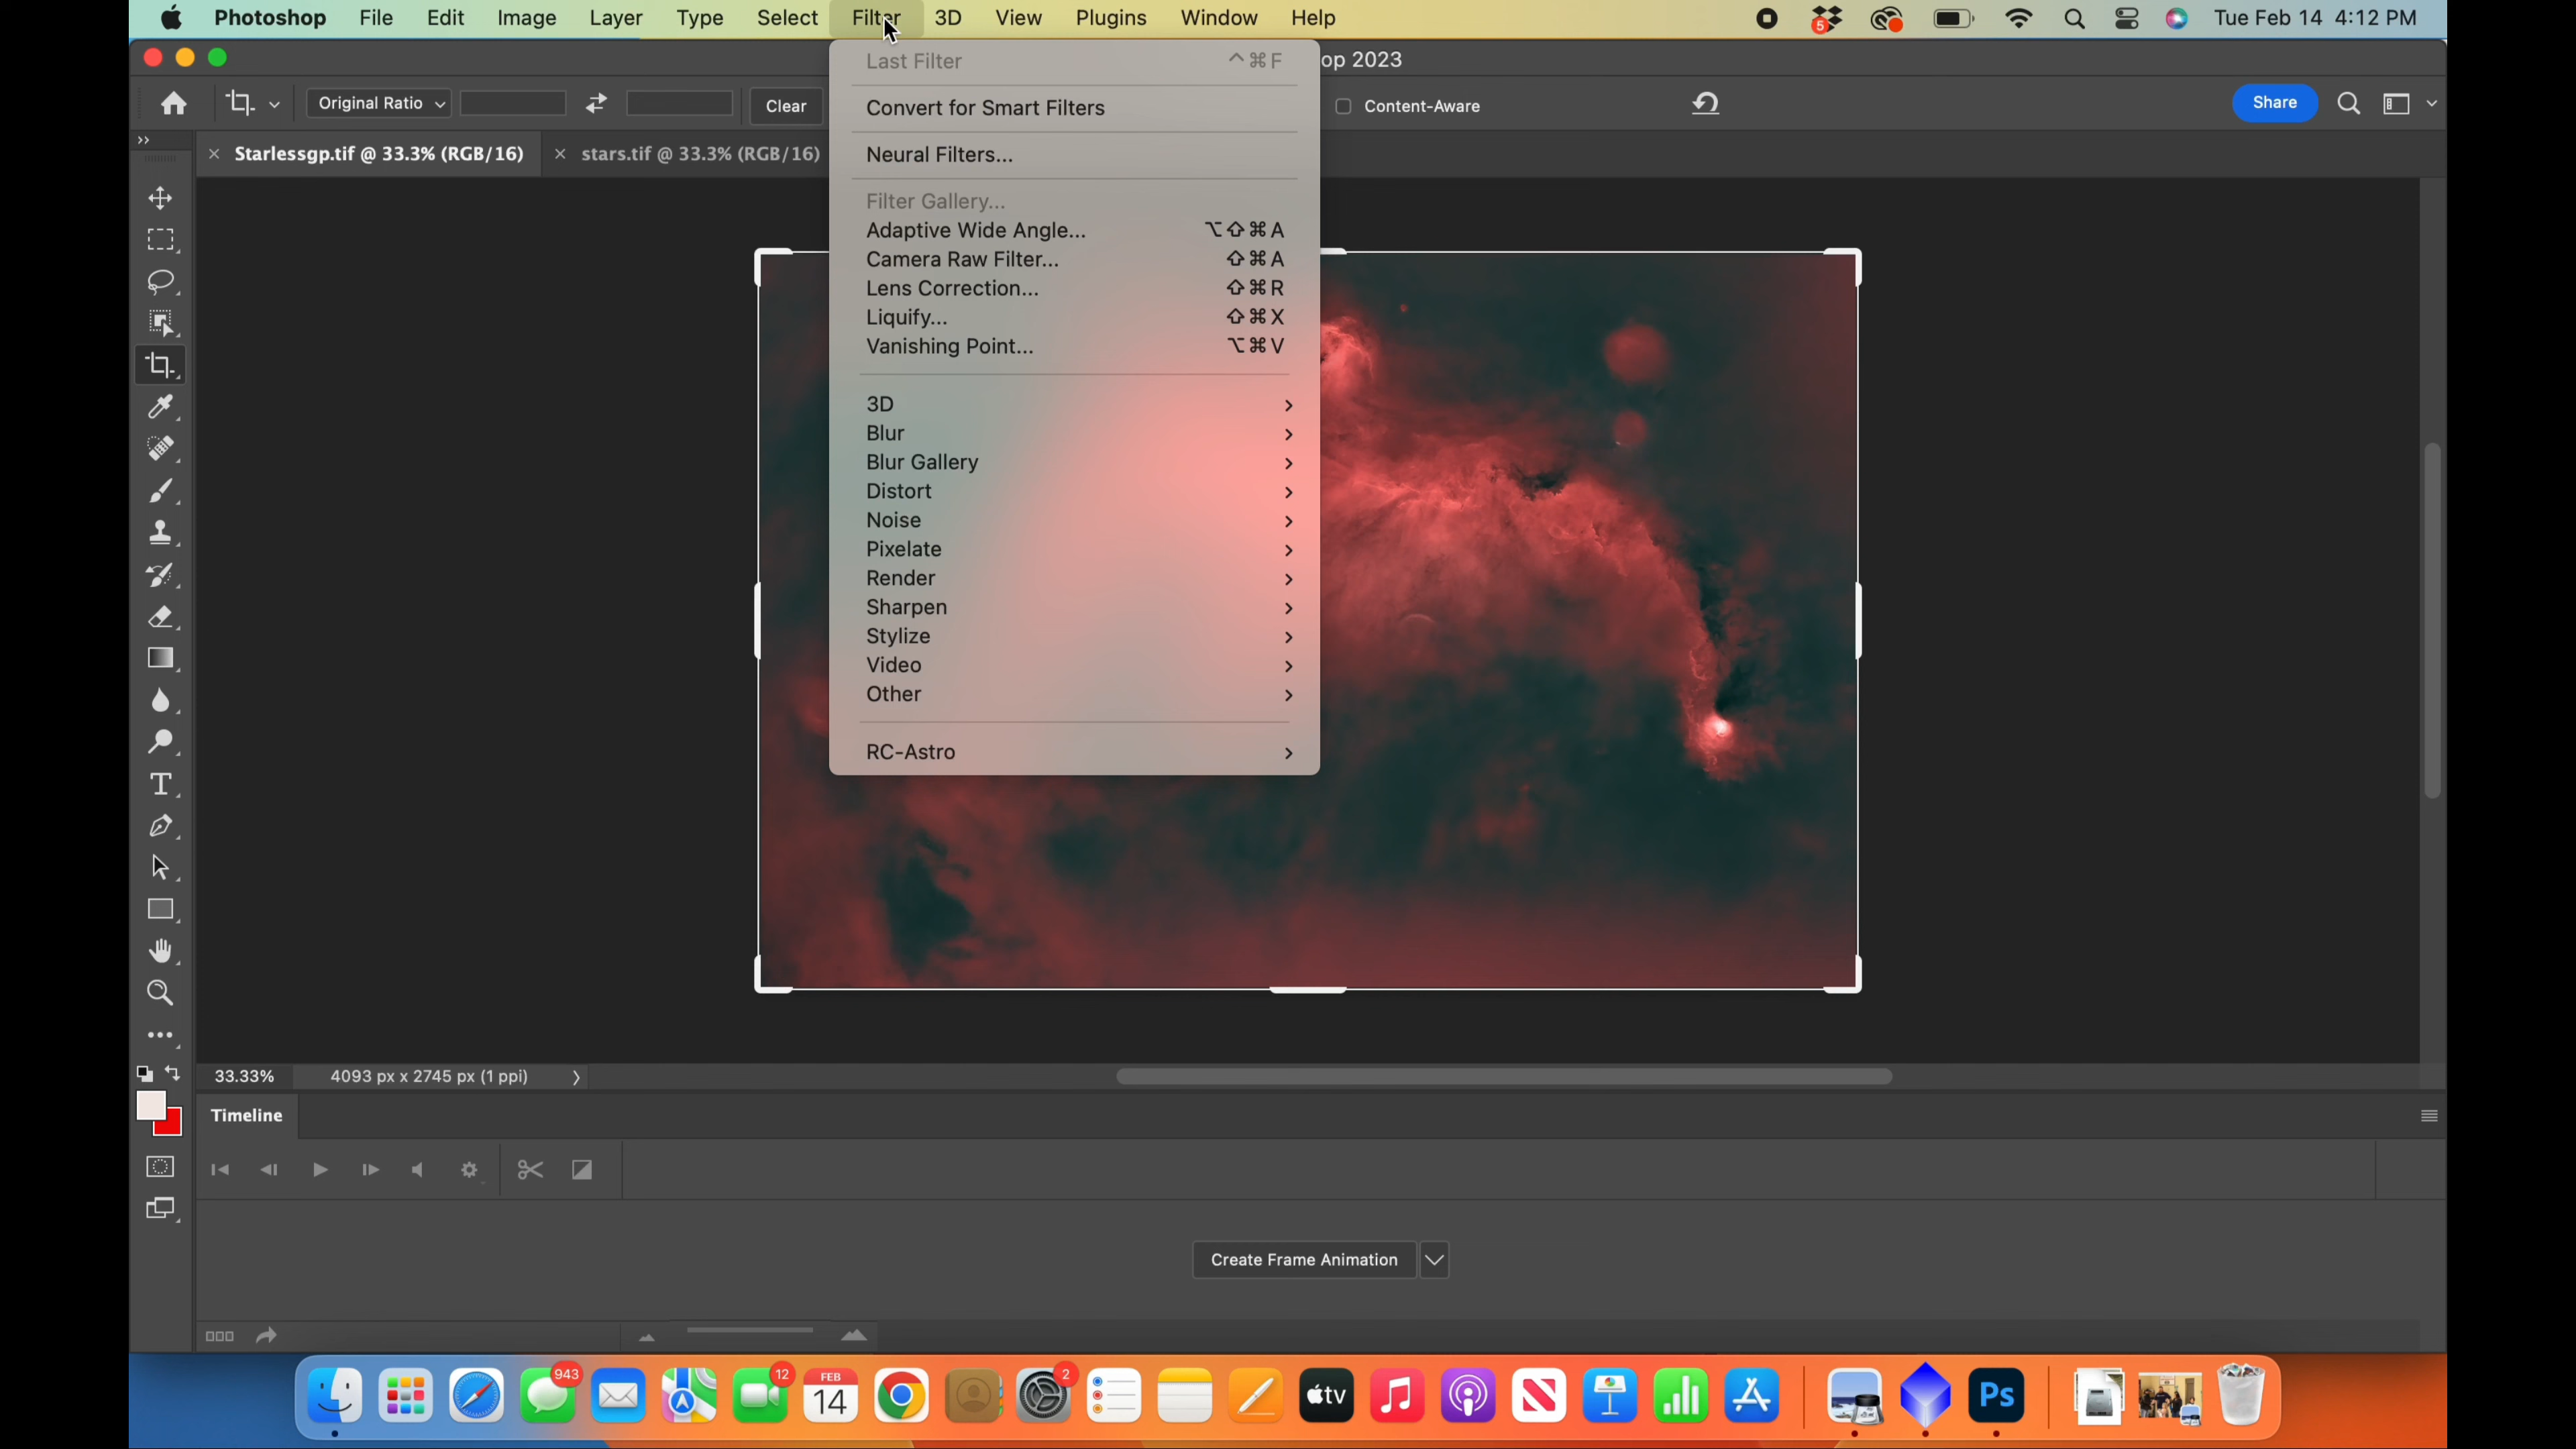 Photoshop File Edit Image Layer Type Select Filter 3D View Plugins Window Help 5 Tue Feb 14 4:12 PM
op 2023
Original Ratio Clear Content-Aware Share
Starlessgp.tif @ 33.3% (RGB/16) stars.tif @ 33.3% (RGB/16)
Last Filter ^⌘F
Convert for Smart Filters
Neural Filters...
Filter Gallery...
Adaptive Wide Angle... ⌥⇧⌘A
Camera Raw Filter... ⇧⌘A
Lens Correction... ⇧⌘R
Liquify... ⇧⌘X
Vanishing Point... ⌥⌘V
3D
Blur
Blur Gallery
Distort
Noise
Pixelate
Render
Sharpen
Stylize
Video
Other
RC-Astro
33.33% 4093 px x 2745 px (1 ppi)
Timeline
Create Frame Animation
943 12 FEB 14 2 tv Ps